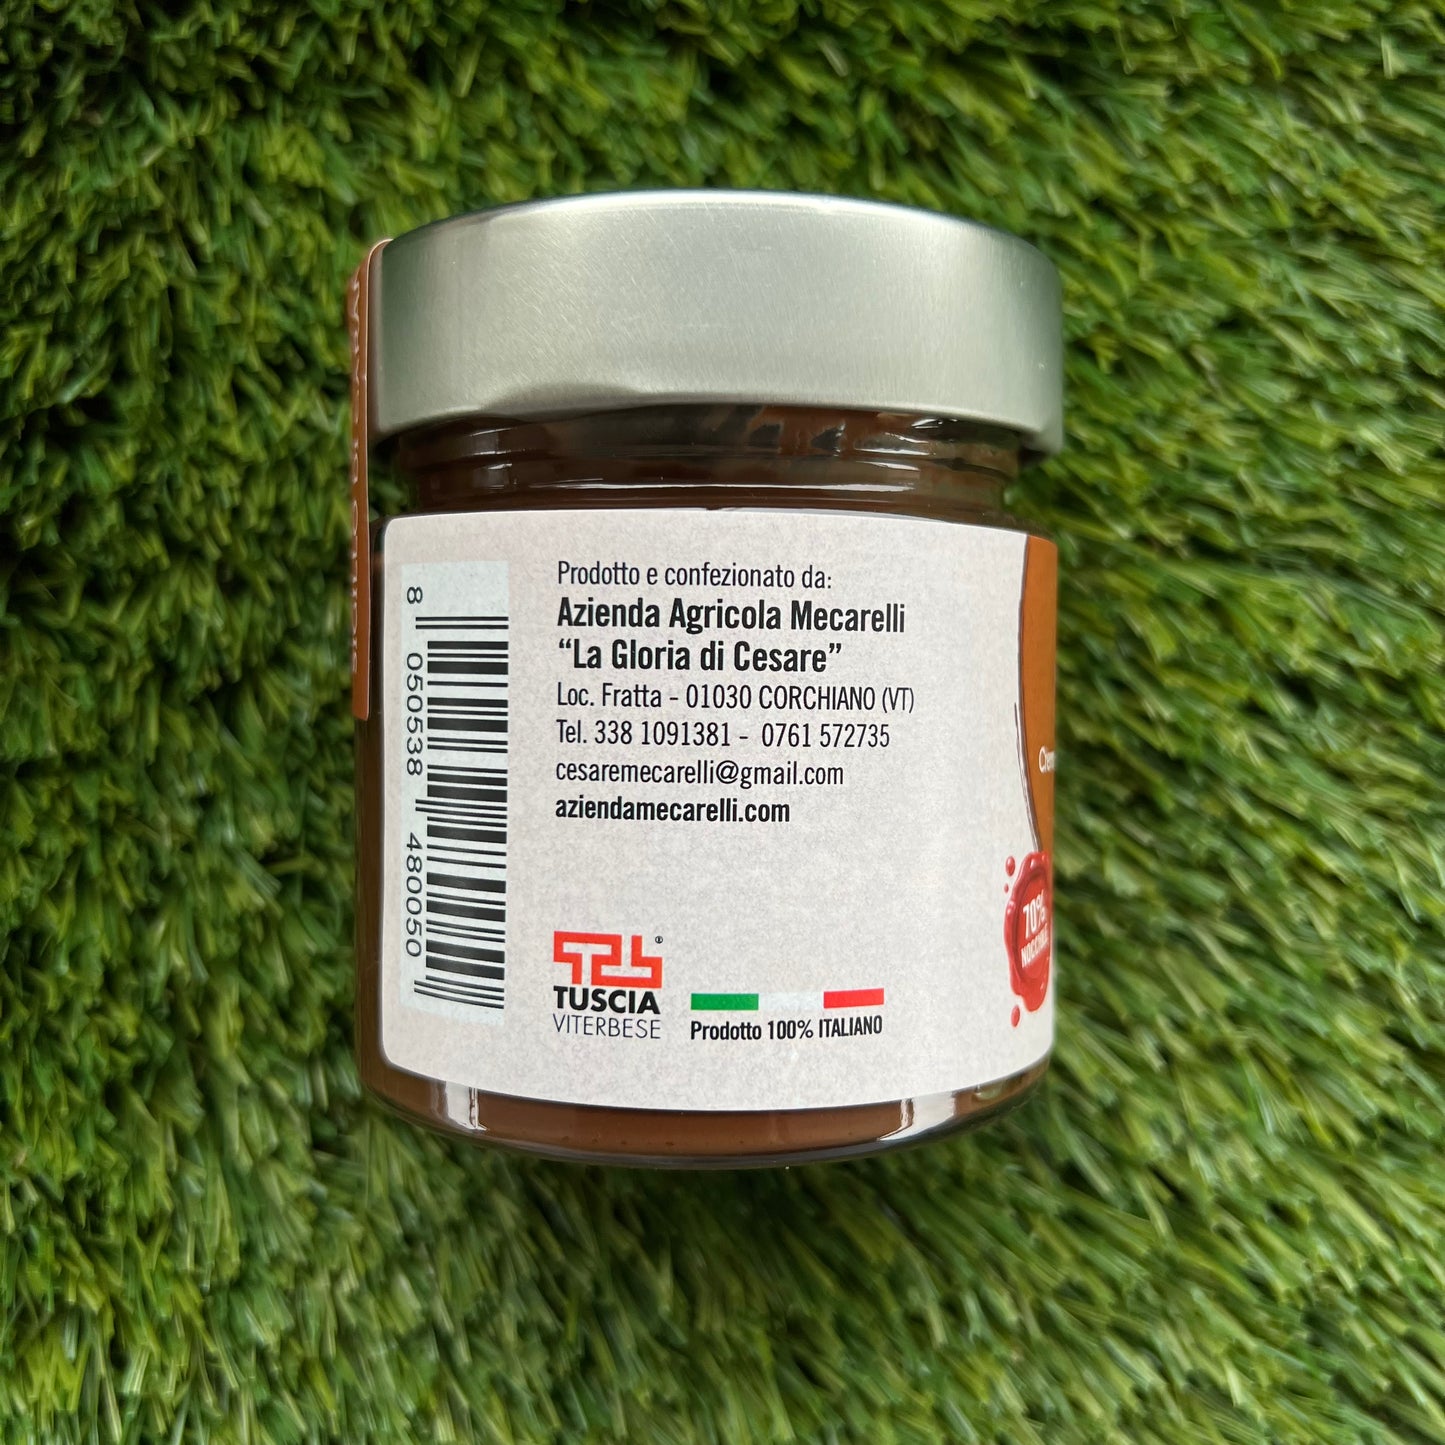 Prodotto e confezionato da:
Azienda Agricola Mecarelli
“La Gloria di Cesare”
Loc. Fratta - 01030 CORCHIANO (VT)
Tel. 338 1091381 - 0761 572735
cesaremecarelli@gmail.com
aziendamecarelli.com
8 050538 480050
TUSCIA
VITERBESE
Prodotto 100% ITALIANO
70%